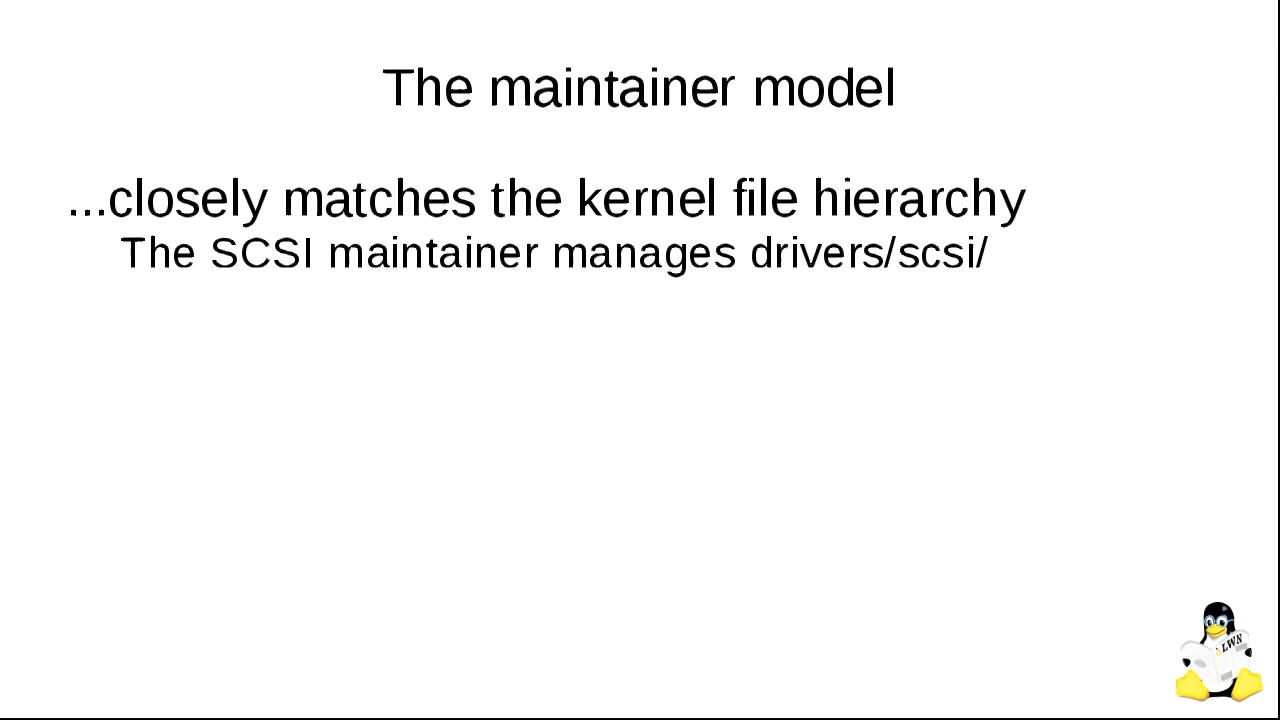 The maintainer model
...closely matches the kernel file hierarchy
The SCSI maintainer manages drivers/scsi/
LWN